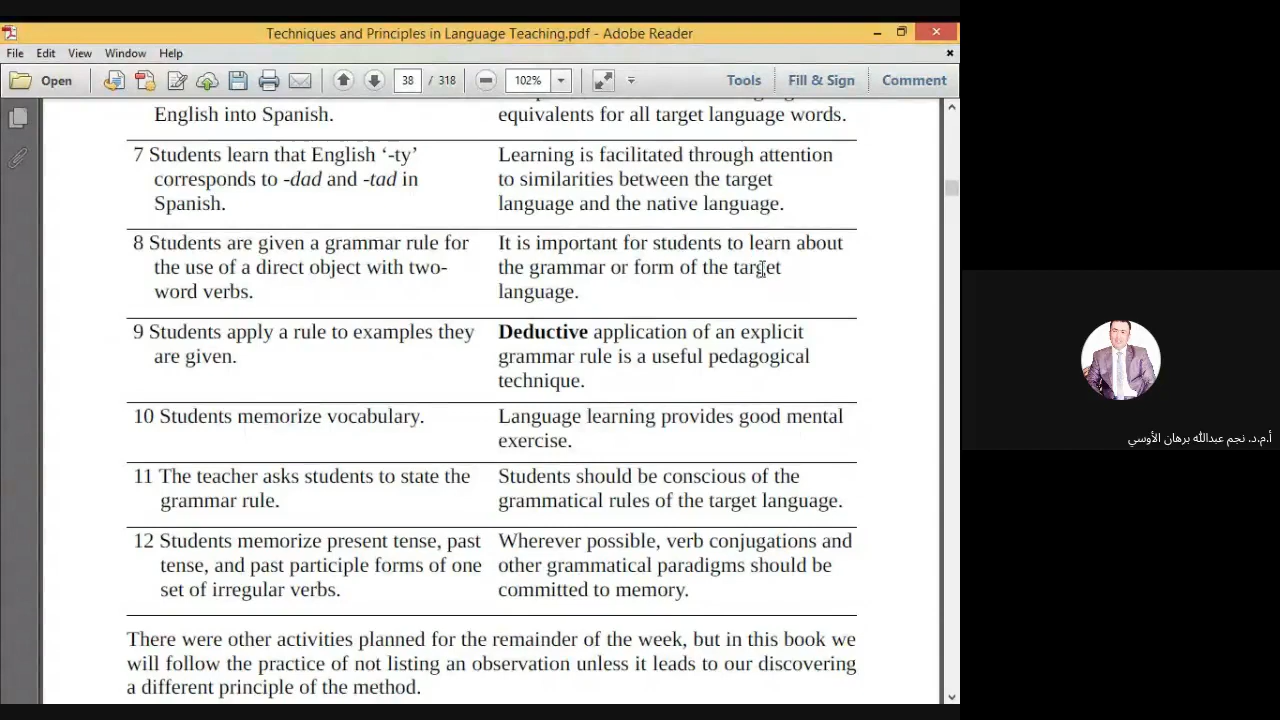 Techniques and Principles in Language Teaching.pdf - Adobe Reader
File Edit View Window Help
Open 38 / 318 102% Tools Fill & Sign Comment
English into Spanish.
equivalents for all target language words.
7 Students learn that English ‘-ty’
corresponds to -dad and -tad in
Spanish.
Learning is facilitated through attention
to similarities between the target
language and the native language.
8 Students are given a grammar rule for
the use of a direct object with two-
word verbs.
It is important for students to learn about
the grammar or form of the target
language.
9 Students apply a rule to examples they
are given.
Deductive application of an explicit
grammar rule is a useful pedagogical
technique.
10 Students memorize vocabulary.
Language learning provides good mental
exercise.
11 The teacher asks students to state the
grammar rule.
Students should be conscious of the
grammatical rules of the target language.
12 Students memorize present tense, past
tense, and past participle forms of one
set of irregular verbs.
Wherever possible, verb conjugations and
other grammatical paradigms should be
committed to memory.
There were other activities planned for the remainder of the week, but in this book we
will follow the practice of not listing an observation unless it leads to our discovering
a different principle of the method.
أ.م.د. نجم عبدالله برهان الأوسي